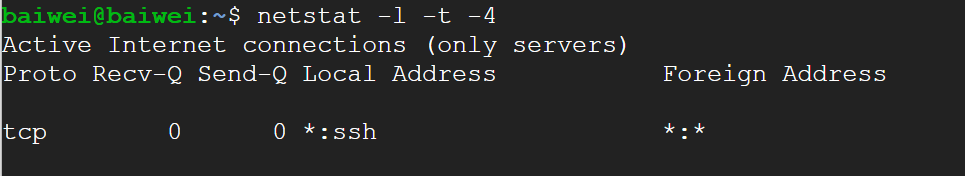 baiwei@baiwei:~$ netstat -l -t -4
Active Internet connections (only servers)
Proto Recv-Q Send-Q Local Address           Foreign Address
tcp        0      0 *:ssh                   *:*